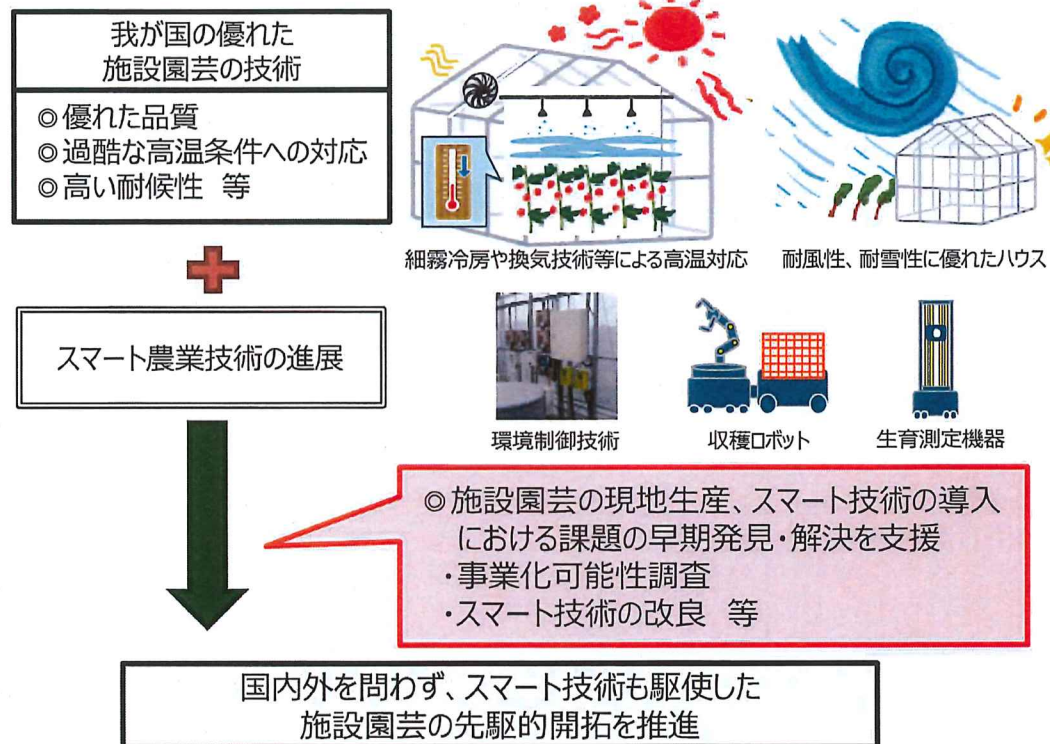 我が国の優れた
施設園芸の技術
◎優れた品質
◎過酷な高温条件への対応
◎高い耐候性 等
細霧冷房や換気技術等による高温対応
耐風性、耐雪性に優れたハウス
スマート農業技術の進展
環境制御技術
収穫ロボット
生育測定機器
◎施設園芸の現地生産、スマート技術の導入
における課題の早期発見・解決を支援
・事業化可能性調査
・スマート技術の改良 等
国内外を問わず、スマート技術も駆使した
施設園芸の先駆的開拓を推進